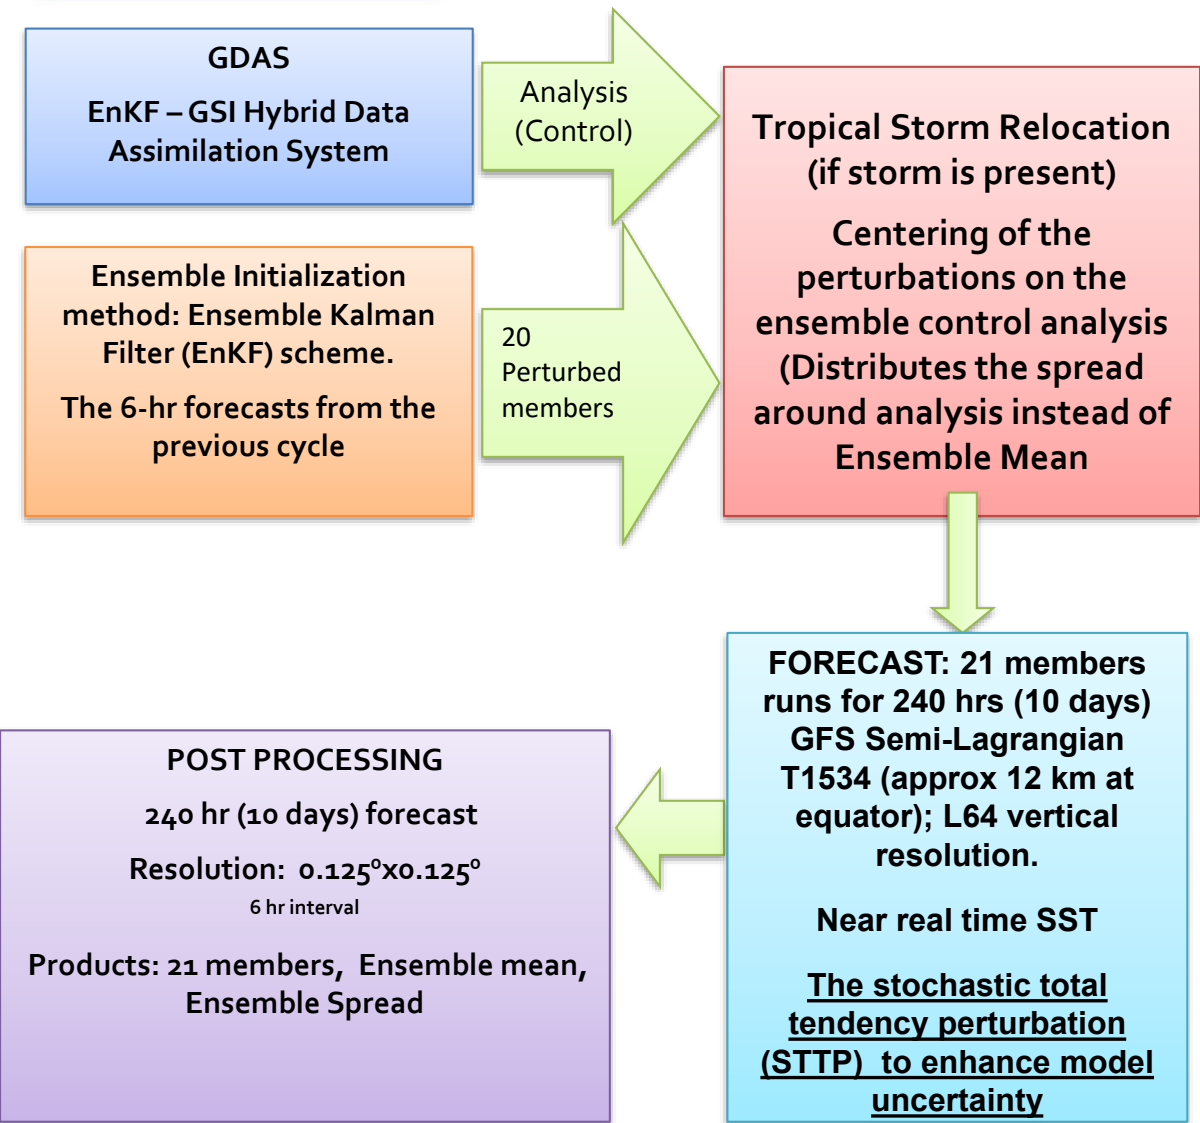 GDAS
EnKF – GSI Hybrid Data
Assimilation System
Analysis
(Control)
Ensemble Initialization
method: Ensemble Kalman
Filter (EnKF) scheme.
The 6-hr forecasts from the
previous cycle
20
Perturbed
members
Tropical Storm Relocation
(if storm is present)
Centering of the
perturbations on the
ensemble control analysis
(Distributes the spread
around analysis instead of
Ensemble Mean
FORECAST: 21 members
runs for 240 hrs (10 days)
GFS Semi-Lagrangian
T1534 (approx 12 km at
equator); L64 vertical
resolution.
Near real time SST
The stochastic total
tendency perturbation
(STTP)  to enhance model
uncertainty
POST PROCESSING
240 hr (10 days) forecast
Resolution:  0.125ºx0.125º
6 hr interval
Products: 21 members,  Ensemble mean,
Ensemble Spread